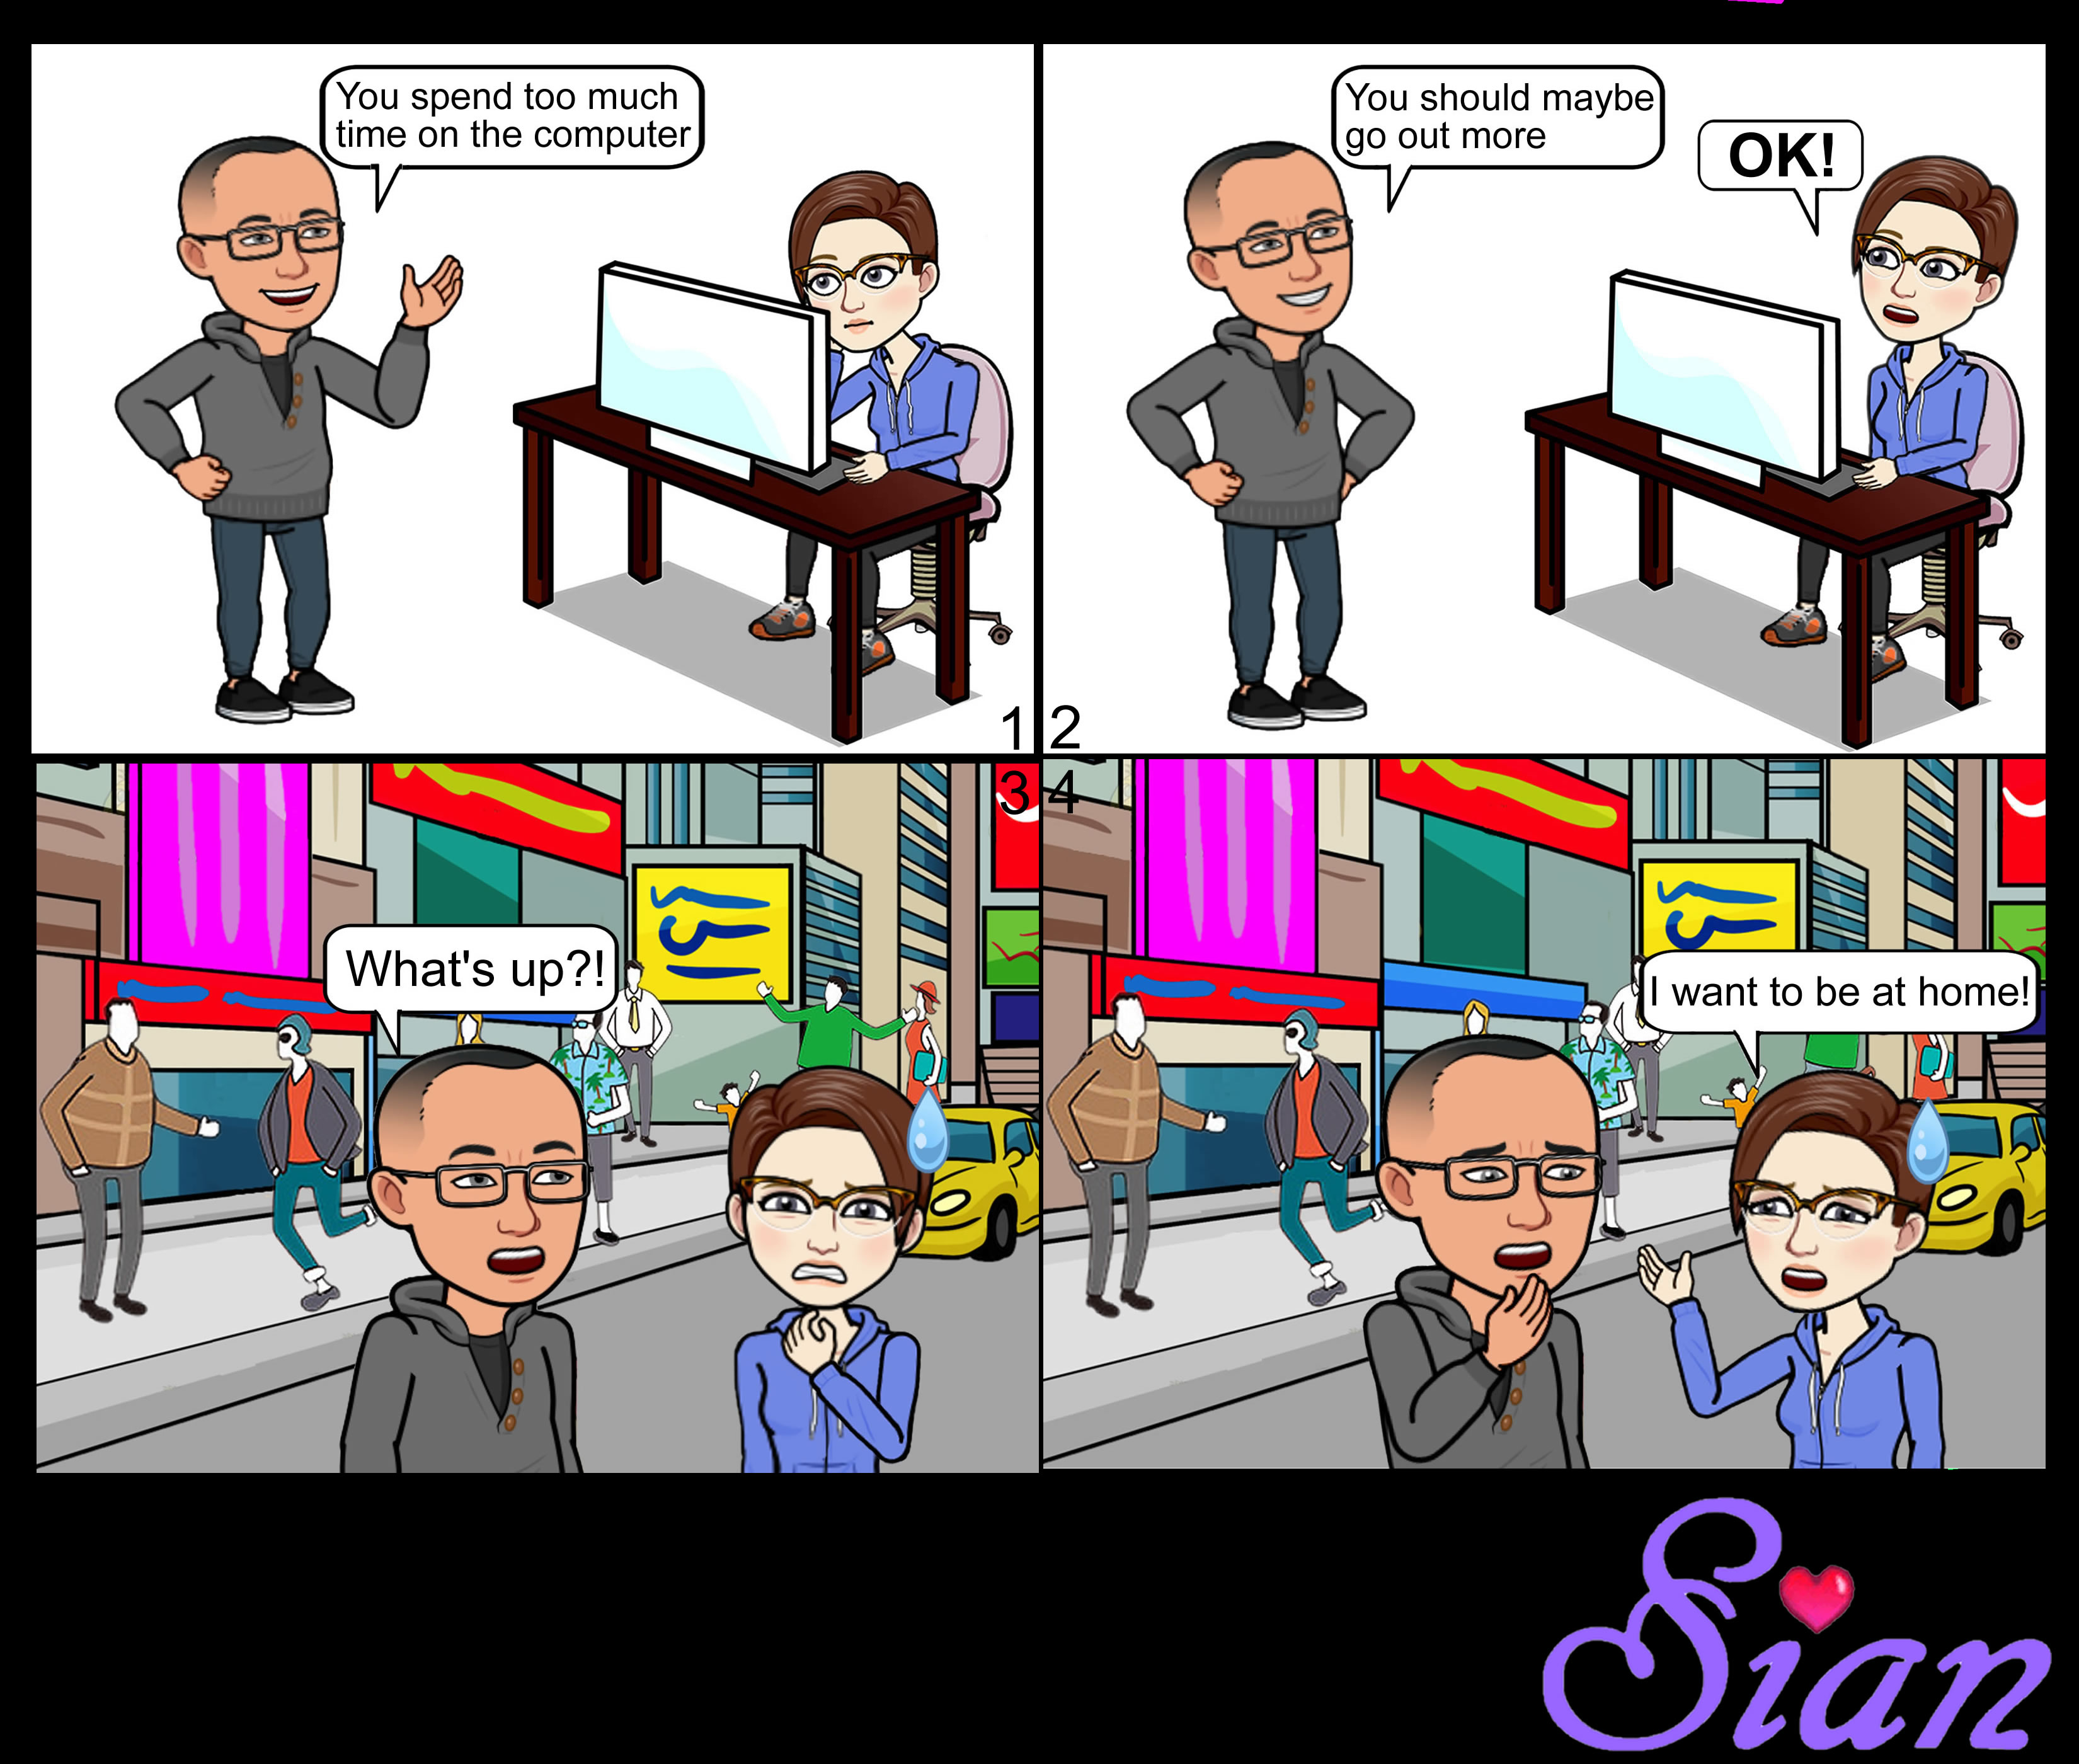 You spend too much
time on the computer
1
You should maybe
go out more
OK!
2
3
What's up?!
4
I want to be at home!
Sian